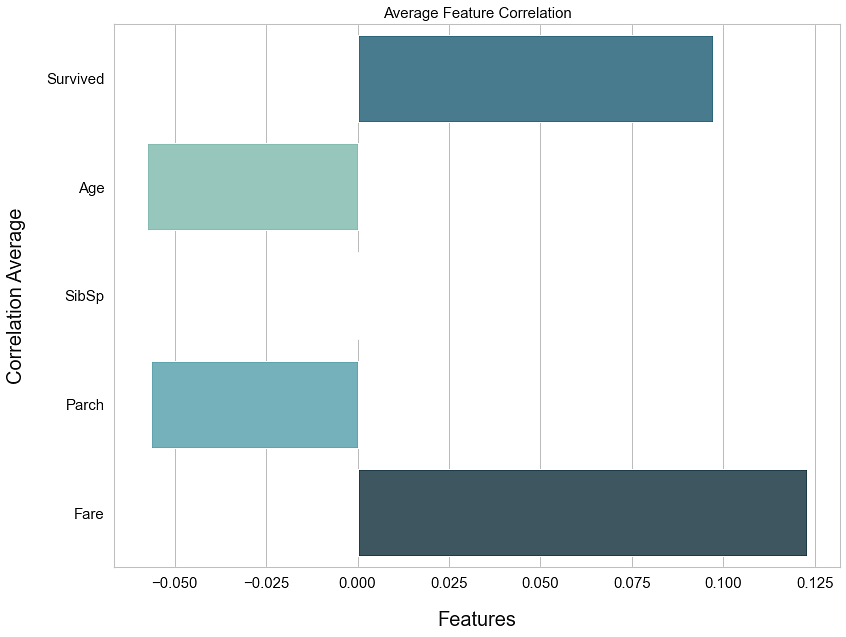 Average Feature Correlation
Survived
Age
SibSp
Parch
Fare
Correlation Average
−0.050 −0.025 0.000 0.025 0.050 0.075 0.100 0.125
Features